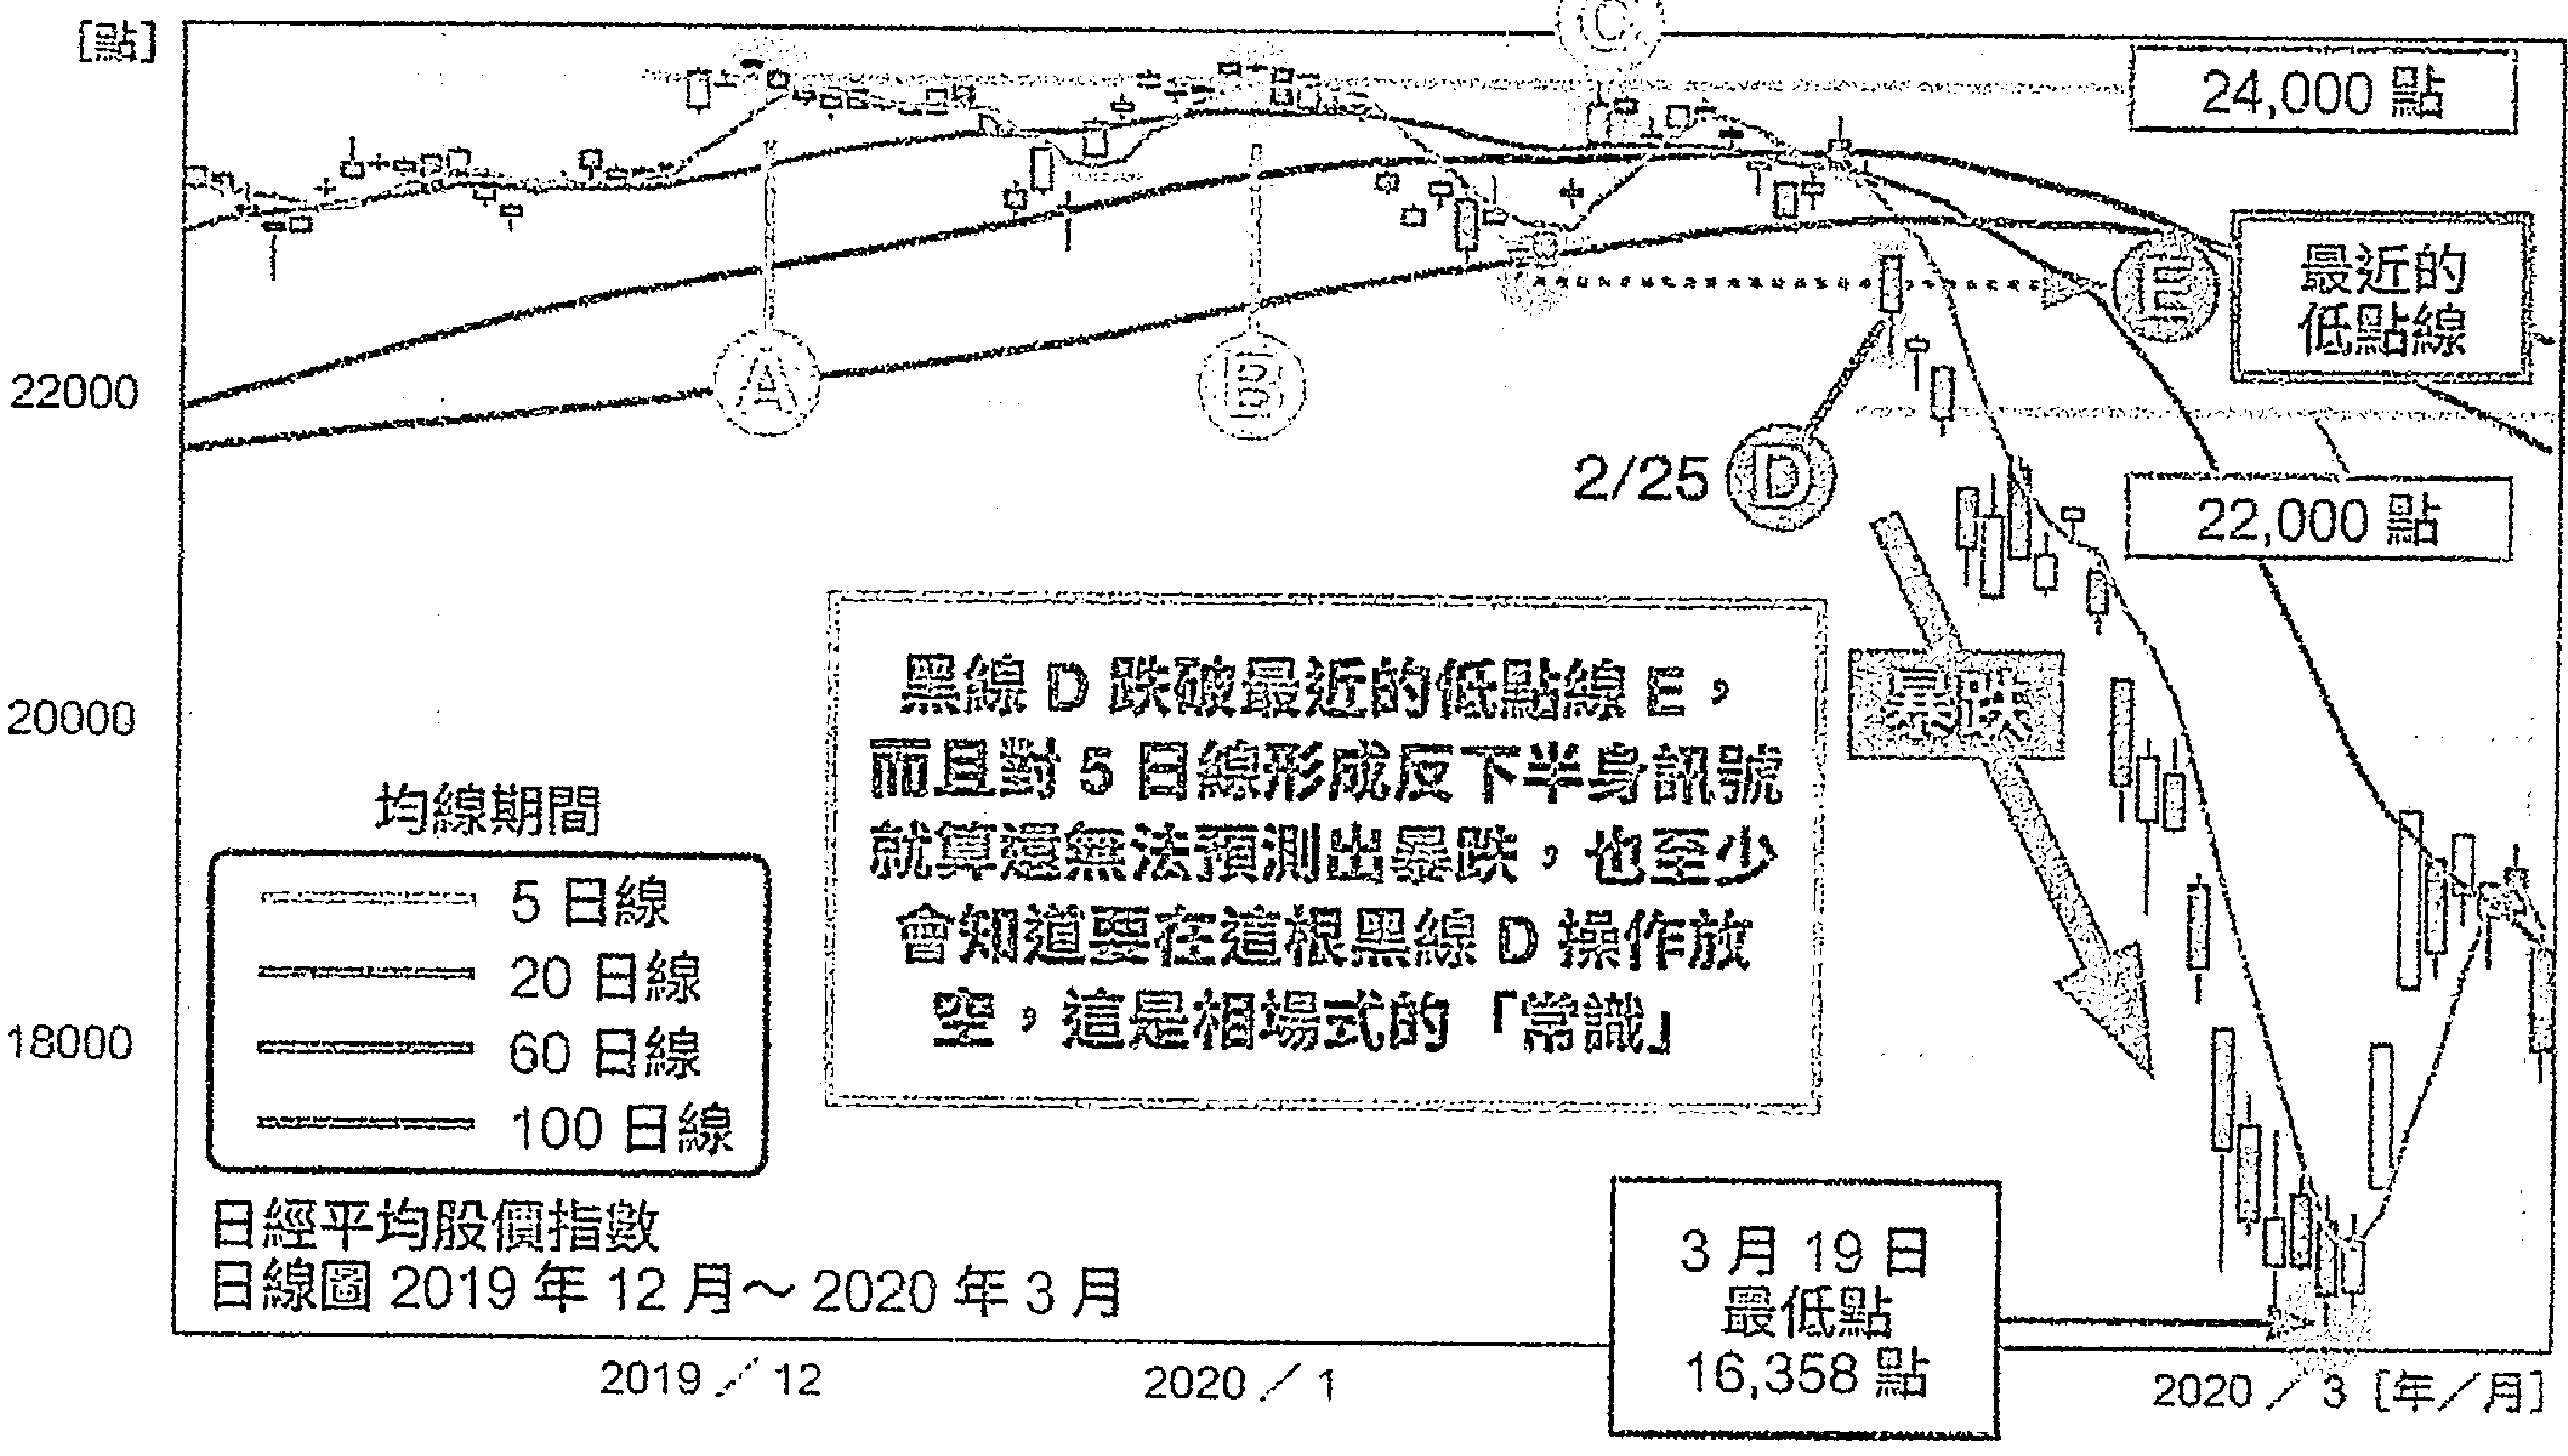 [點]
C
24,000 點
最近的
低點線
E
22000
A
B
2/25 D
22,000 點
黑線 D 跌破最近的低點線 E,
而且對 5 日線形成反下半身訊號
就算還無法預測出暴跌,也至少
會知道要在這根黑線 D 操作放
空,這是相場式的「常識」
暴跌
20000
18000
均線期間
5 日線
20 日線
60 日線
100 日線
日經平均股價指數
日線圖 2019 年 12 月～2020 年 3 月
3 月 19 日
最低點
16,358 點
2019／12
2020／1
2020／3 [年／月]